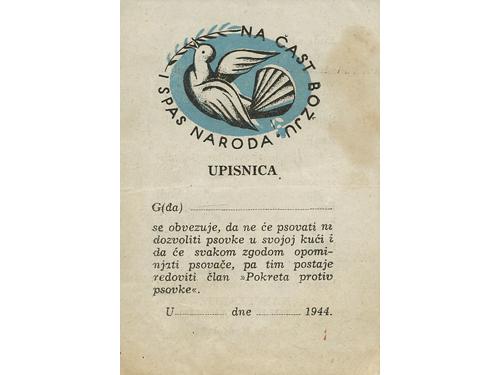 NA ČAST BOŽJU
I SPAS NARODA.
UPISNICA
G(đa)
se obvezuje, da ne će psovati ni
dozvoliti psovke u svojoj kući i
da će svakom zgodom opomi-
njati psovače, pa tim postaje
redoviti član »Pokreta protiv
psovke«.
U dne 1944.